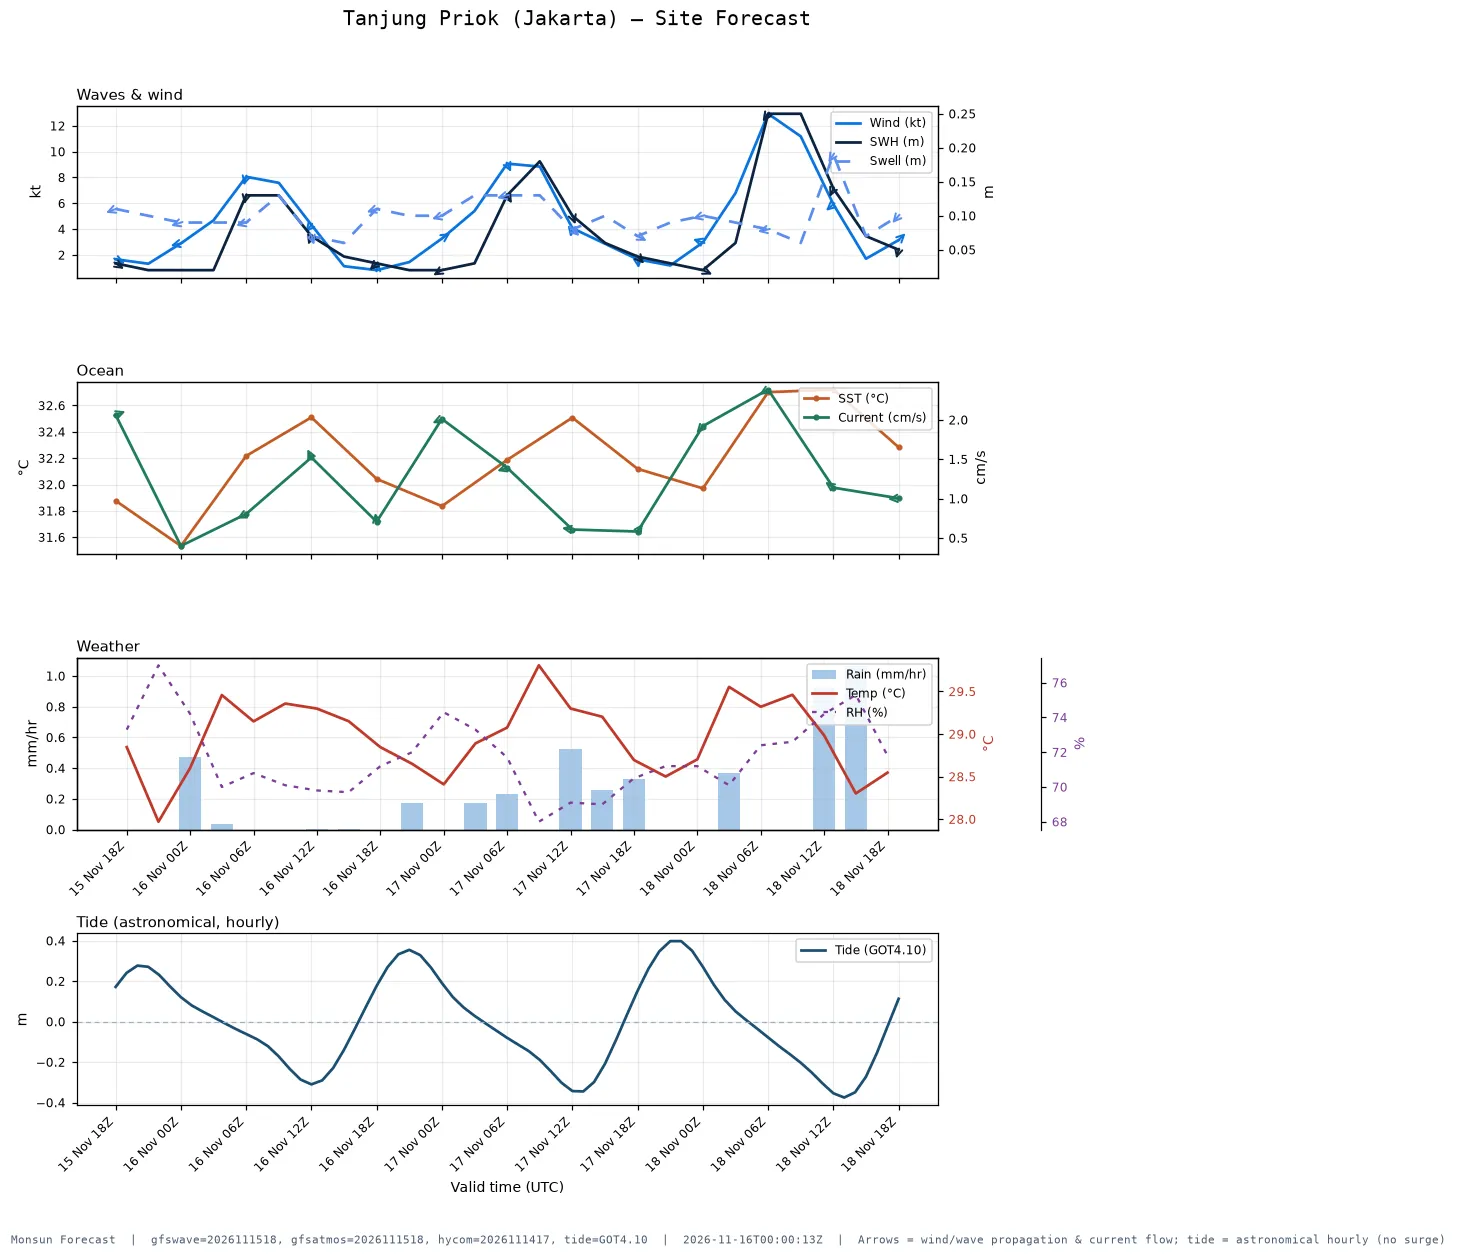 Tanjung Priok (Jakarta) — Site Forecast
Waves & wind
12
10
8
6
4
2
kt
0.25
0.20
0.15
0.10
0.05
m
Wind (kt)
SWH (m)
Swell (m)
Ocean
32.6
32.4
32.2
32.0
31.8
31.6
°C
2.0
1.5
1.0
0.5
cm/s
SST (°C)
Current (cm/s)
Weather
1.0
0.8
0.6
0.4
0.2
0.0
mm/hr
29.5
29.0
28.5
28.0
°C
76
74
72
70
68
%
Rain (mm/hr)
Temp (°C)
RH (%)
15 Nov 18Z
16 Nov 00Z
16 Nov 06Z
16 Nov 12Z
16 Nov 18Z
17 Nov 00Z
17 Nov 06Z
17 Nov 12Z
17 Nov 18Z
18 Nov 00Z
18 Nov 06Z
18 Nov 12Z
18 Nov 18Z
Tide (astronomical, hourly)
0.4
0.2
0.0
−0.2
−0.4
m
Tide (GOT4.10)
15 Nov 18Z
16 Nov 00Z
16 Nov 06Z
16 Nov 12Z
16 Nov 18Z
17 Nov 00Z
17 Nov 06Z
17 Nov 12Z
17 Nov 18Z
18 Nov 00Z
18 Nov 06Z
18 Nov 12Z
18 Nov 18Z
Valid time (UTC)
Monsun Forecast | gfswave=2026111518, gfsatmos=2026111518, hycom=2026111417, tide=GOT4.10 | 2026-11-16T00:00:13Z | Arrows = wind/wave propagation & current flow; tide = astronomical hourly (no surge)